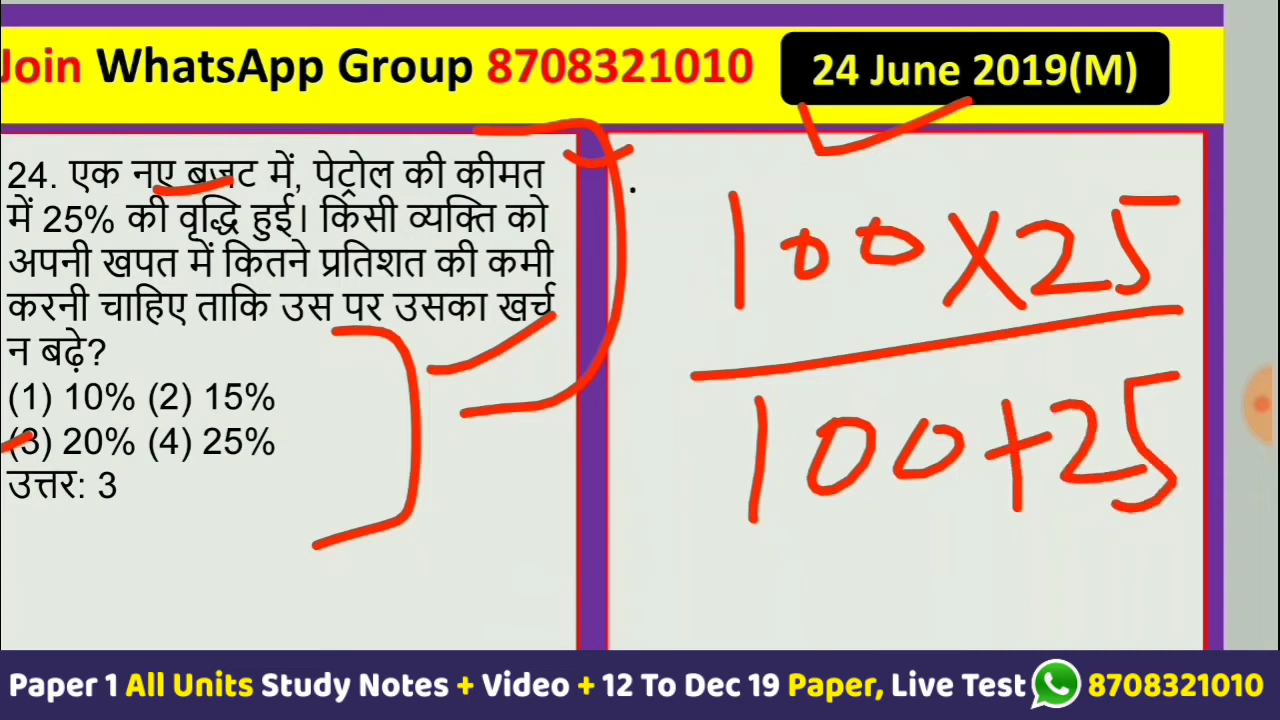 Join WhatsApp Group 8708321010
24 June 2019(M)
24. एक नए बजट में, पेट्रोल की कीमत
में 25% की वृद्धि हुई। किसी व्यक्ति को
अपनी खपत में कितने प्रतिशत की कमी
करनी चाहिए ताकि उस पर उसका खर्च
न बढ़े?
(1) 10% (2) 15%
(3) 20% (4) 25%
उत्तर: 3
100 X 25
100 + 25
Paper 1 All Units Study Notes + Video + 12 To Dec 19 Paper, Live Test 8708321010